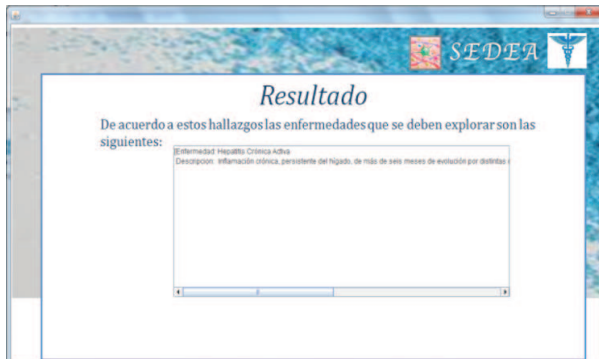 SEDEA
Resultado
De acuerdo a estos hallazgos las enfermedades que se deben explorar son las
siguientes:
Enfermedad: Hepatitis Crónica Activa
Descripcion: Inflamación crónica, persistente del hígado, de más de seis meses de evolución por distintas